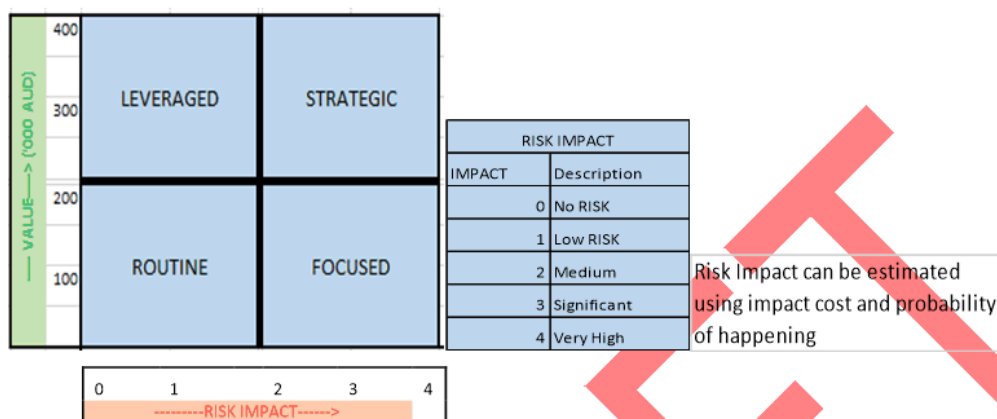 — VALUE—–> ('000 AUD)
400
300
200
100
LEVERAGED
STRATEGIC
ROUTINE
FOCUSED
RISK IMPACT
IMPACT Description
0 No RISK
1 Low RISK
2 Medium
3 Significant
4 Very High
Risk Impact can be estimated
using impact cost and probability
of happening
0 1 2 3 4
---------RISK IMPACT------>